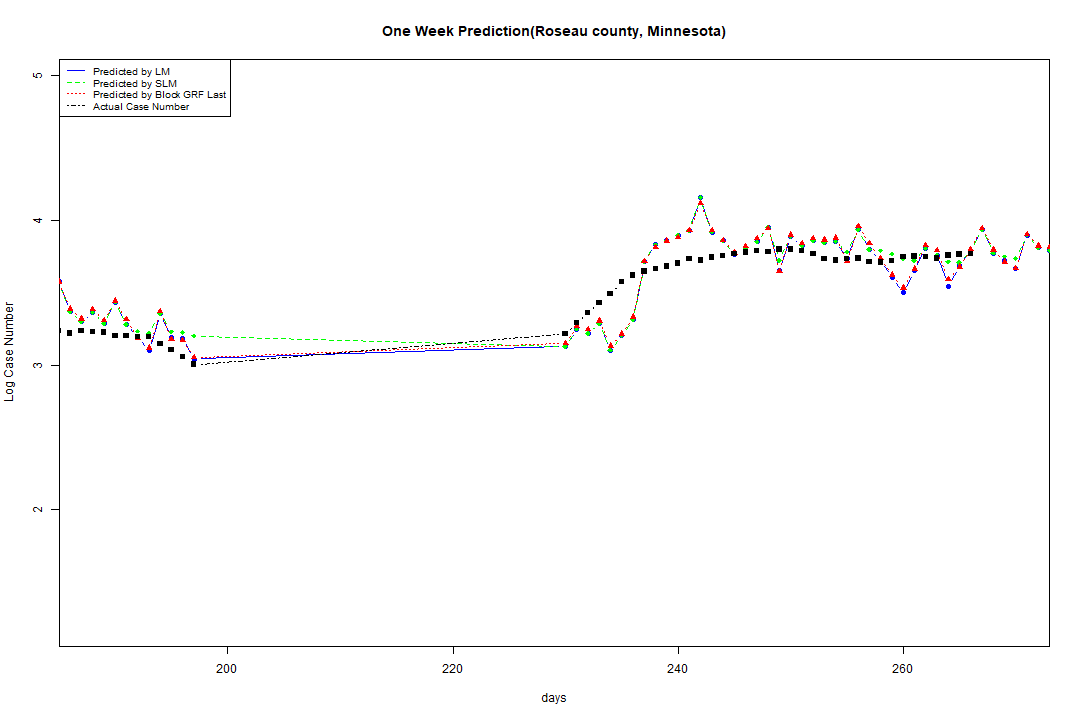 One Week Prediction(Roseau county, Minnesota)
Predicted by LM
Predicted by SLM
Predicted by Block GRF Last
Actual Case Number
5
4
3
2
Log Case Number
200
220
240
260
days